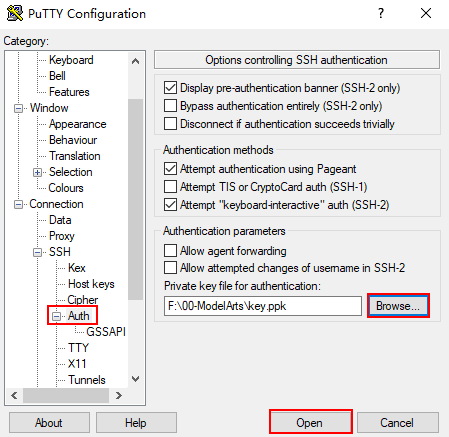 PuTTY Configuration
?
×
Category:
Keyboard
Bell
Features
Window
Appearance
Behaviour
Translation
Selection
Colours
Connection
Data
Proxy
SSH
Kex
Host keys
Cipher
Auth
GSSAPI
TTY
X11
Tunnels
Options controlling SSH authentication
Display pre-authentication banner (SSH-2 only)
Bypass authentication entirely (SSH-2 only)
Disconnect if authentication succeeds trivially
Authentication methods
Attempt authentication using Pageant
Attempt TIS or CryptoCard auth (SSH-1)
Attempt "keyboard-interactive" auth (SSH-2)
Authentication parameters
Allow agent forwarding
Allow attempted changes of username in SSH-2
Private key file for authentication:
F:\00-ModelArts\key.ppk
Browse...
About
Help
Open
Cancel